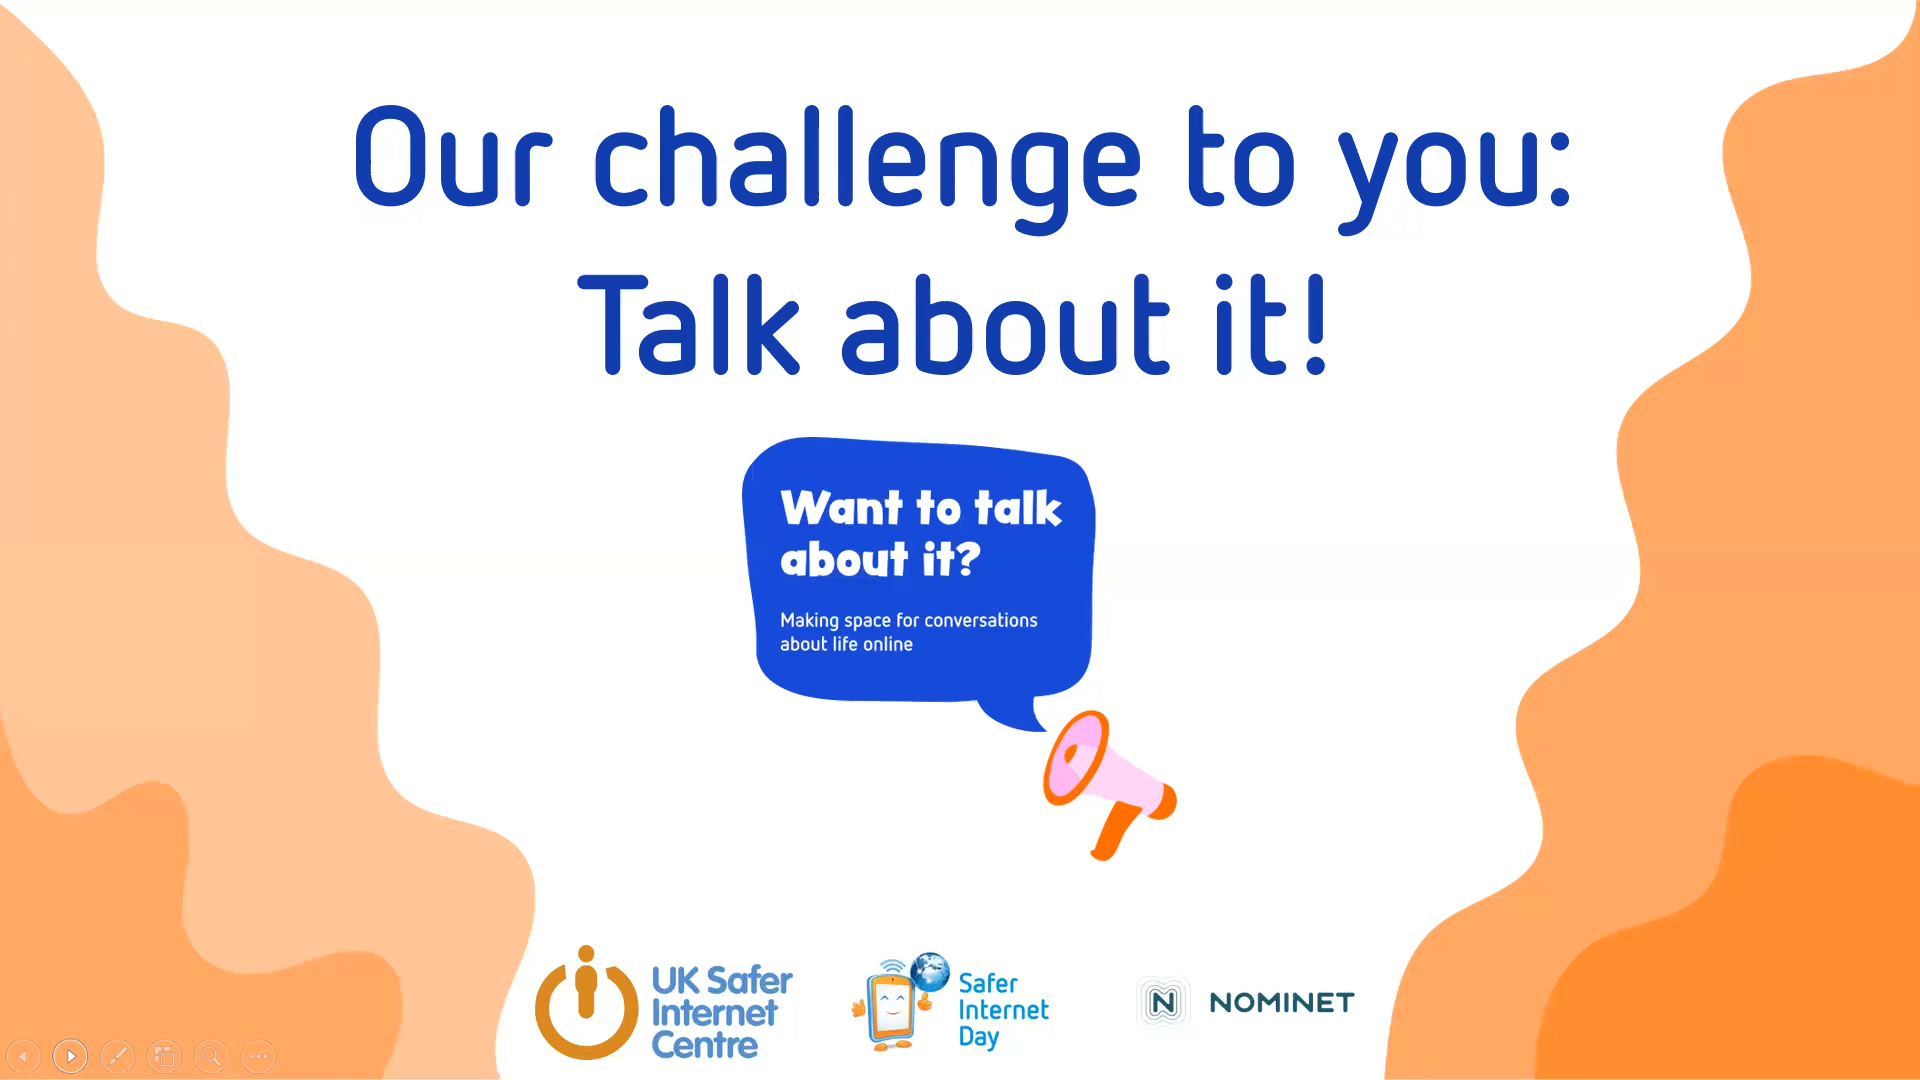 Our challenge to you:
Talk about it!
Want to talk
about it?
Making space for conversations
about life online
UK Safer
Internet
Centre
Safer
Internet
Day
N NOMINET